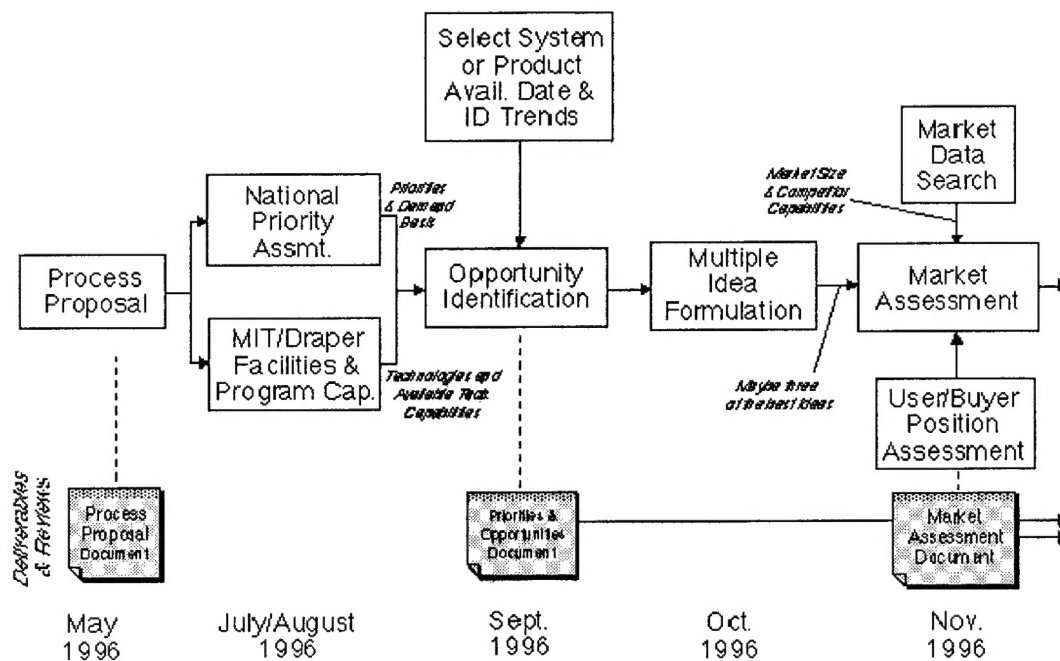 Select System
or Product
Avail. Date &
ID Trends
Market
Data
Search
Market Size
& Competitor
Capabilities
National
Priority
Assmt.
Priorities
& Demand
Basis
Process
Proposal
Opportunity
Identification
Multiple
Idea
Formulation
Market
Assessment
MIT/Draper
Facilities &
Program Cap.
Technologies and
Available Tech.
Capabilities
Maybe three
of the best ideas
User/Buyer
Position
Assessment
Deliverables
& Reviews
Process
Proposal
Document
Priorities &
Opportunities
Document
Market
Assessment
Document
May
1996
July/August
1996
Sept.
1996
Oct.
1996
Nov.
1996